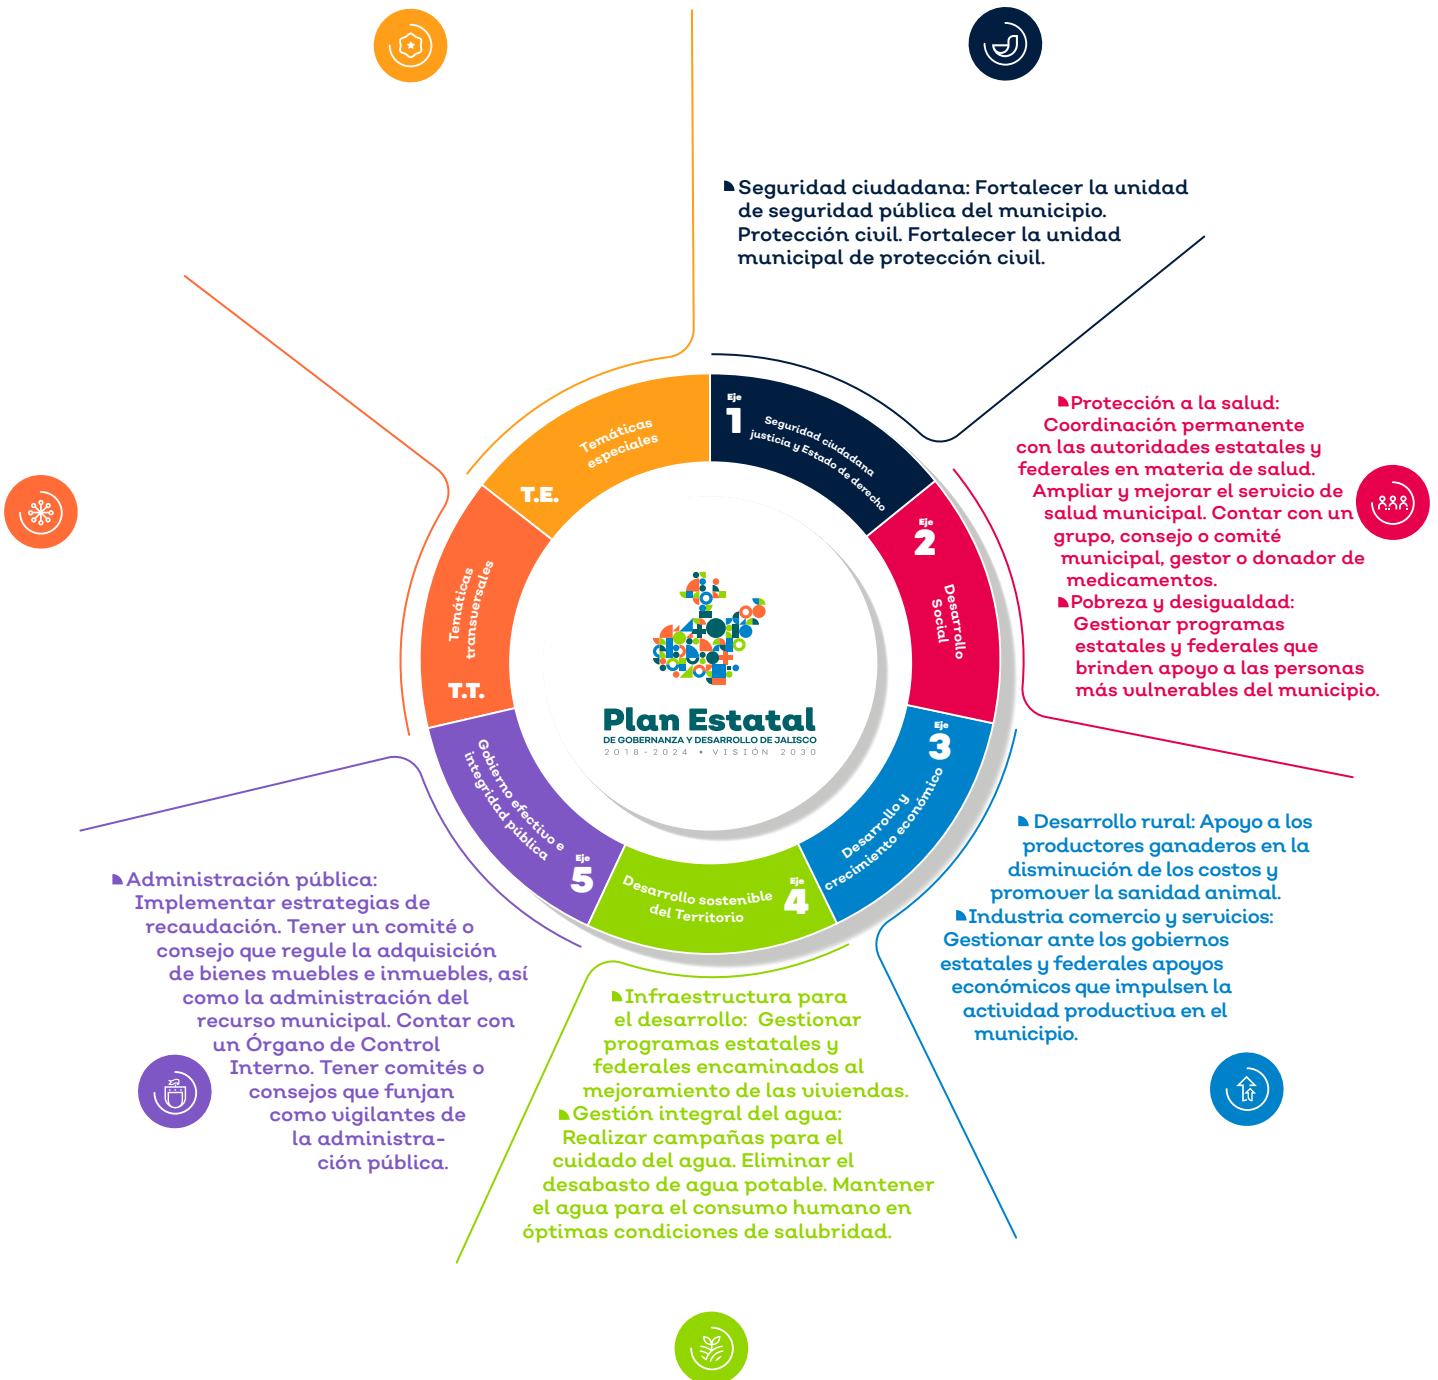 Seguridad ciudadana: Fortalecer la unidad
de seguridad pública del municipio.
Protección civil. Fortalecer la unidad
municipal de protección civil.
Eje
1
Seguridad ciudadana
justicia y Estado de derecho
Protección a la salud:
Coordinación permanente
con las autoridades estatales y
federales en materia de salud.
Ampliar y mejorar el servicio de
salud municipal. Contar con un
grupo, consejo o comité
municipal, gestor o donador de
medicamentos.
Pobreza y desigualdad:
Gestionar programas
estatales y federales que
brinden apoyo a las personas
más vulnerables del municipio.
Eje
2
Desarrollo
Social
Eje
3
Desarrollo y
crecimiento económico
Desarrollo rural: Apoyo a los
productores ganaderos en la
disminución de los costos y
promover la sanidad animal.
Industria comercio y servicios:
Gestionar ante los gobiernos
estatales y federales apoyos
económicos que impulsen la
actividad productiva en el
municipio.
Eje
4
Desarrollo sostenible
del Territorio
Infraestructura para
el desarrollo: Gestionar
programas estatales y
federales encaminados al
mejoramiento de las viviendas.
Gestión integral del agua:
Realizar campañas para el
cuidado del agua. Eliminar el
desabasto de agua potable. Mantener
el agua para el consumo humano en
óptimas condiciones de salubridad.
Eje
5
Gobierno efectivo e
integridad pública
Administración pública:
Implementar estrategias de
recaudación. Tener un comité o
consejo que regule la adquisición
de bienes muebles e inmuebles, así
como la administración del
recurso municipal. Contar con
un Órgano de Control
Interno. Tener comités o
consejos que funjan
como vigilantes de
la administra-
ción pública.
T.T.
Temáticas
transversales
T.E.
Temáticas
especiales
Plan Estatal
DE GOBERNANZA Y DESARROLLO DE JALISCO
2018-2024 • VISIÓN 2030